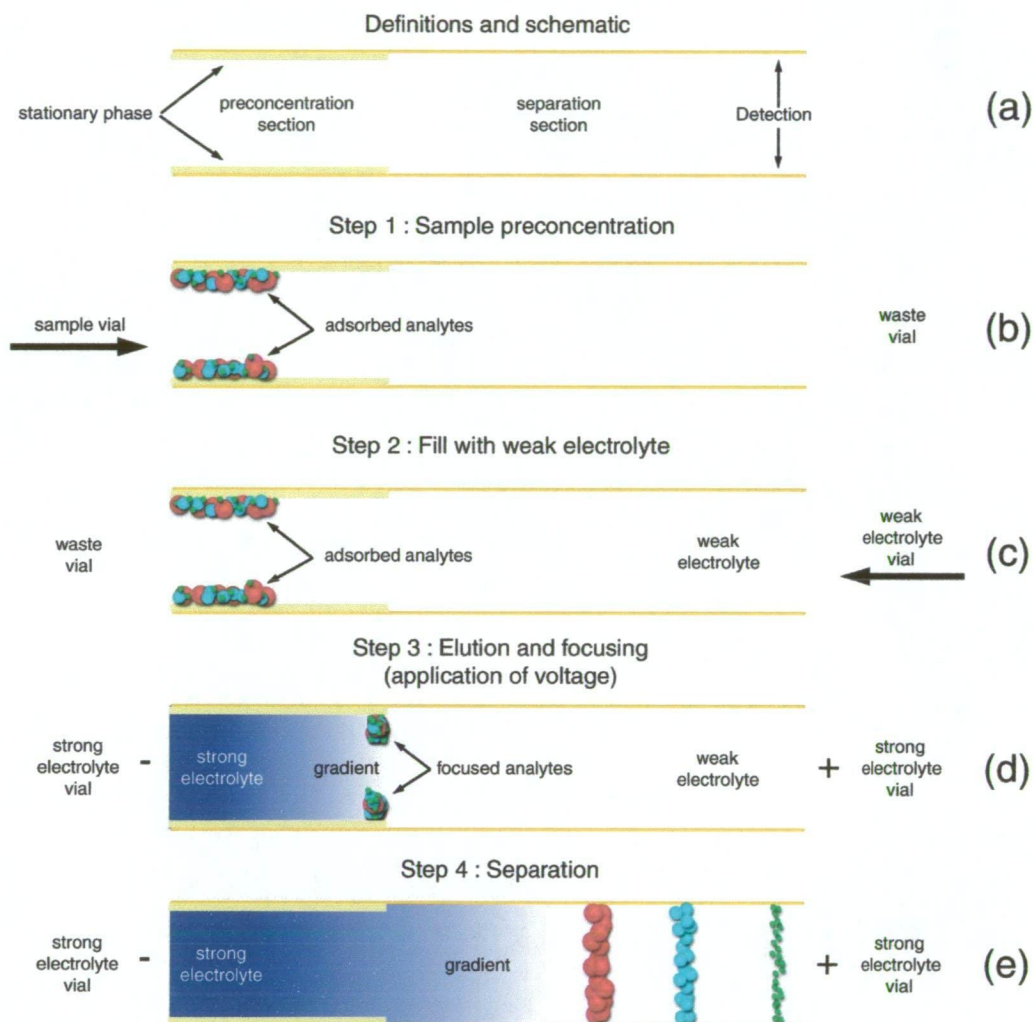 Definitions and schematic
stationary phase
preconcentration
section
separation
section
Detection
(a)
Step 1 : Sample preconcentration
sample vial
adsorbed analytes
waste
vial
(b)
Step 2 : Fill with weak electrolyte
waste
vial
adsorbed analytes
weak
electrolyte
weak
electrolyte
vial
(c)
Step 3 : Elution and focusing
(application of voltage)
strong
electrolyte
vial
-
strong
electrolyte
gradient
focused analytes
weak
electrolyte
+
strong
electrolyte
vial
(d)
Step 4 : Separation
strong
electrolyte
vial
-
strong
electrolyte
gradient
+
strong
electrolyte
vial
(e)